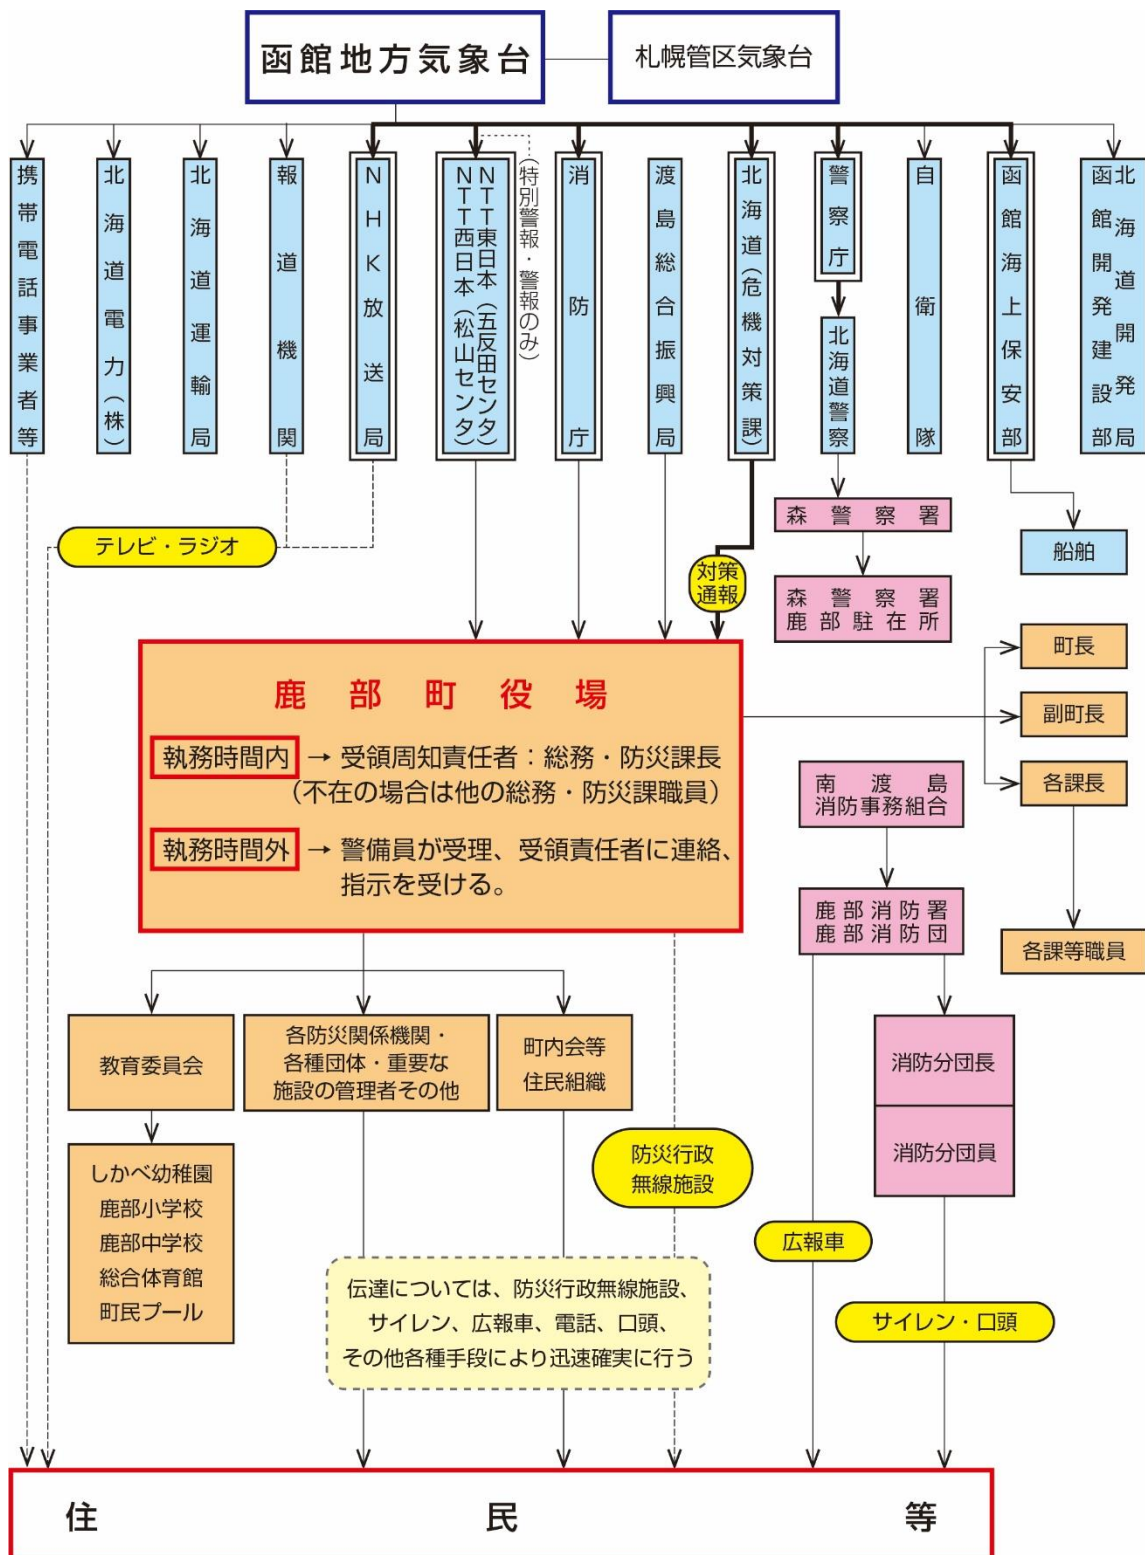 函館地方気象台
札幌管区気象台
携帯電話事業者等
北海道電力(株)
北海道運輸局
報道機関
NHK放送局
NTT東日本(五反田センタ)
NTT西日本(松山センタ)
(特別警報・警報のみ)
消防庁
渡島総合振興局
北海道(危機対策課)
警察庁
北海道警察
自衛隊
函館海上保安部
北海道開発局
函館開発建設部
テレビ・ラジオ
対策
通報
森警察署
森警察署
鹿部駐在所
船舶
鹿部町役場
執務時間内 → 受領周知責任者:総務・防災課長
(不在の場合は他の総務・防災課職員)
執務時間外 → 警備員が受理、受領責任者に連絡、
指示を受ける。
町長
副町長
各課長
各課等職員
南渡島
消防事務組合
鹿部消防署
鹿部消防団
消防分団長
消防分団員
教育委員会
各防災関係機関・
各種団体・重要な
施設の管理者その他
町内会等
住民組織
しかべ幼稚園
鹿部小学校
鹿部中学校
総合体育館
町民プール
防災行政
無線施設
広報車
サイレン・口頭
伝達については、防災行政無線施設、
サイレン、広報車、電話、口頭、
その他各種手段により迅速確実に行う
住民等